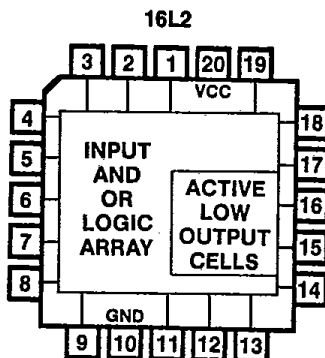 16L2
3 2 1 20 19
VCC
4
5
6
7
8
18
17
16
15
14
INPUT
AND
OR
LOGIC
ARRAY
ACTIVE
LOW
OUTPUT
CELLS
GND
9 10 11 12 13